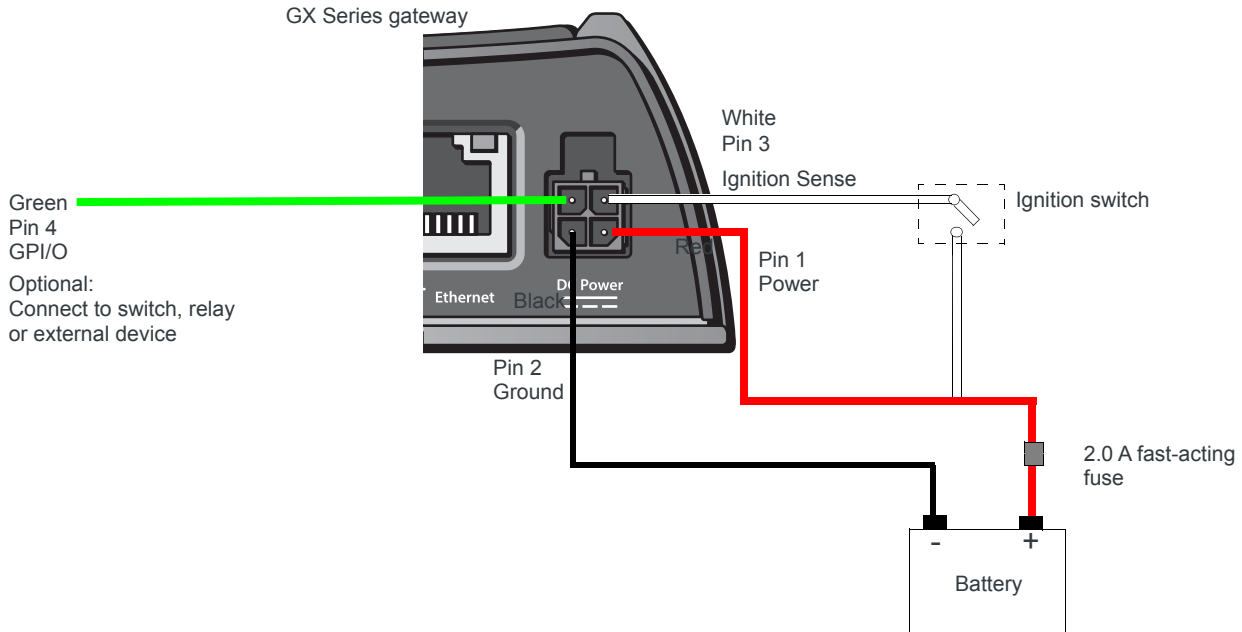 GX Series gateway
White
Pin 3
Ignition Sense
Ignition switch
Green
Pin 4
GPI/O
Optional:
Connect to switch, relay
or external device
Red
Pin 1
Power
Ethernet
Black
DC Power
Pin 2
Ground
2.0 A fast-acting
fuse
- +
Battery